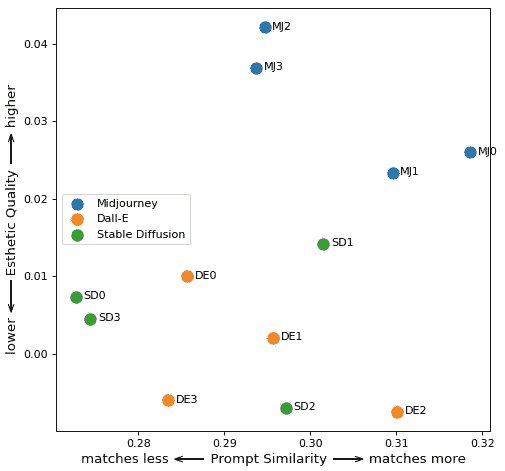 MJ2
0.04
MJ3
higher
0.03
MJ0
MJ1
0.02
Midjourney
Dall-E
Stable Diffusion
Esthetic Quality
SD1
0.01
DE0
SD0
SD3
DE1
lower
0.00
DE3
SD2
DE2
0.28 0.29 0.30 0.31 0.32
matches less Prompt Similarity matches more